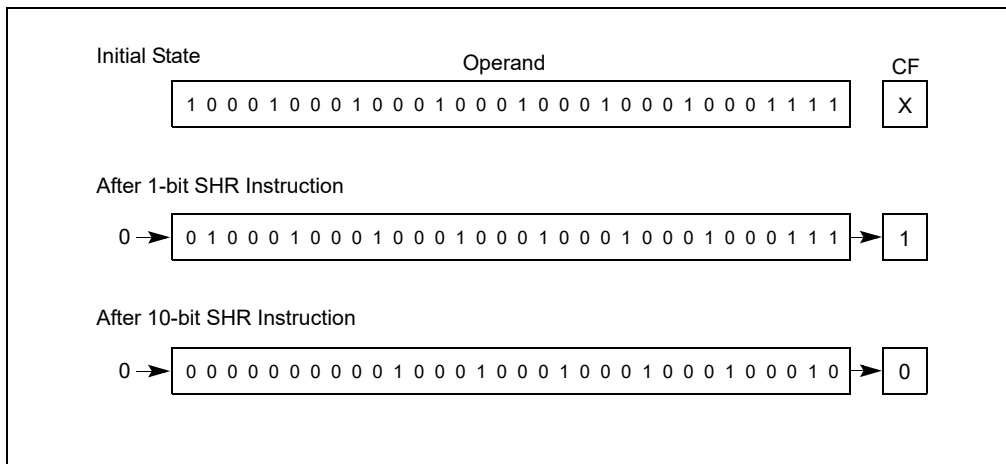 Initial State
Operand
CF
1 0 0 0 1 0 0 0 1 0 0 0 1 0 0 0 1 0 0 0 1 0 0 0 1 0 0 0 1 1 1 1
X
After 1-bit SHR Instruction
0
0 1 0 0 0 1 0 0 0 1 0 0 0 1 0 0 0 1 0 0 0 1 0 0 0 1 0 0 0 1 1 1
1
After 10-bit SHR Instruction
0
0 0 0 0 0 0 0 0 0 0 1 0 0 0 1 0 0 0 1 0 0 0 1 0 0 0 1 0 0 0 1 0
0